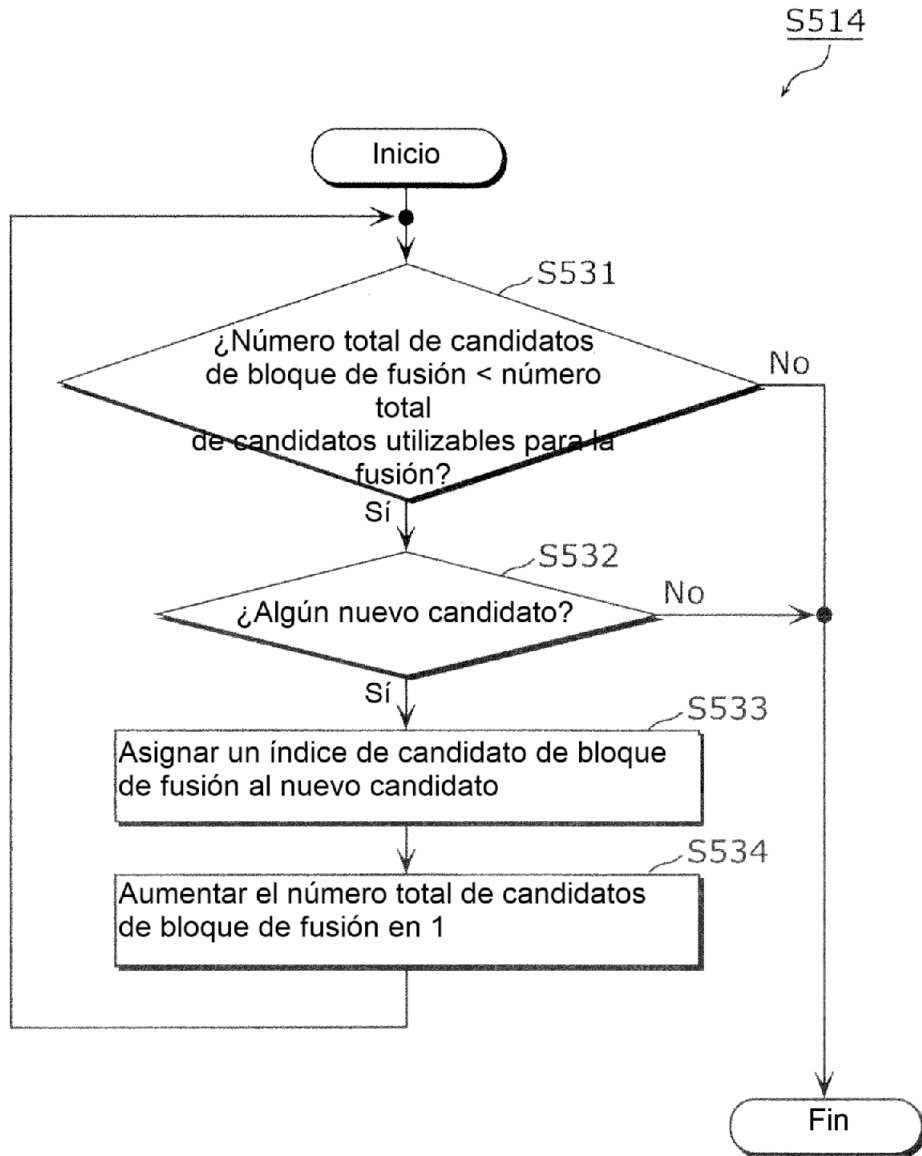 S514
Inicio
S531
¿Número total de candidatos
de bloque de fusión < número
total
de candidatos utilizables para la
fusión?
No
Sí
S532
¿Algún nuevo candidato?
No
Sí
S533
Asignar un índice de candidato de bloque
de fusión al nuevo candidato
S534
Aumentar el número total de candidatos
de bloque de fusión en 1
Fin